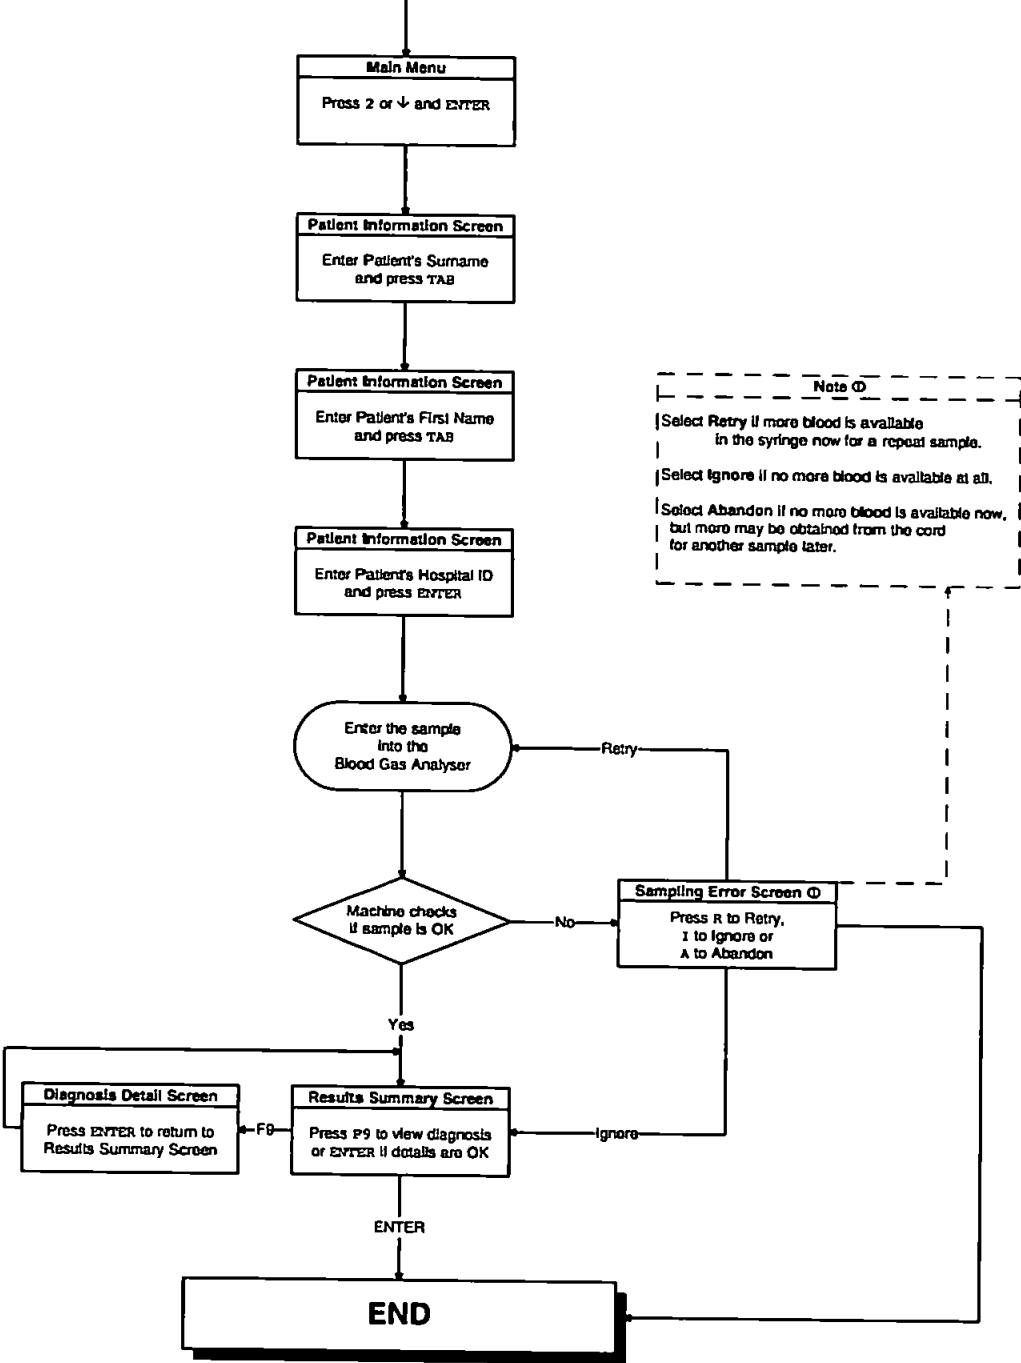 Main Menu
Press 2 or ↓ and ENTER
Patient Information Screen
Enter Patient's Surname
and press TAB
Patient Information Screen
Enter Patient's First Name
and press TAB
Note ①
Select Retry if more blood is available
in the syringe now for a repeat sample.
Select Ignore if no more blood is available at all.
Select Abandon if no more blood is available now,
but more may be obtained from the cord
for another sample later.
Patient Information Screen
Enter Patient's Hospital ID
and press ENTER
Enter the sample
into the
Blood Gas Analyser
Retry
Machine checks
if sample is OK
No
Sampling Error Screen ①
Press R to Retry,
I to Ignore or
A to Abandon
Yes
Diagnosis Detail Screen
Press ENTER to return to
Results Summary Screen
F9
Results Summary Screen
Press F9 to view diagnosis
or ENTER if details are OK
Ignore
ENTER
END